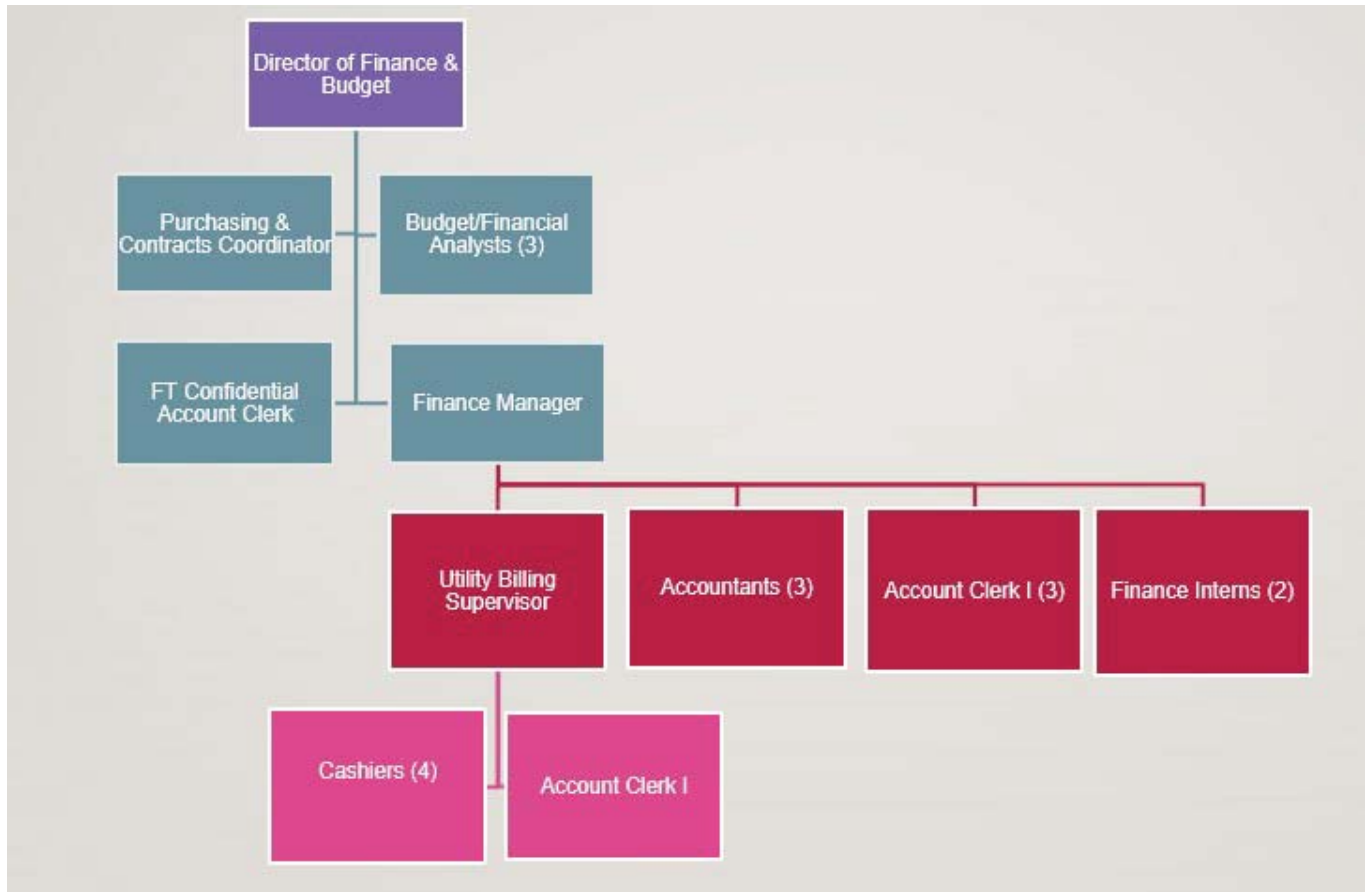 Director of Finance &
Budget
Purchasing &
Contracts Coordinator
Budget/Financial
Analysts (3)
FT Confidential
Account Clerk
Finance Manager
Utility Billing
Supervisor
Accountants (3)
Account Clerk I (3)
Finance Interns (2)
Cashiers (4)
Account Clerk I